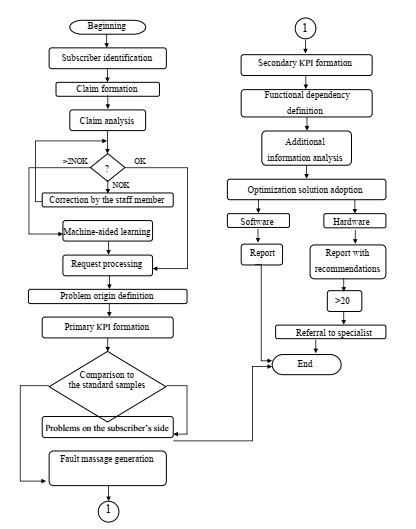 Beginning
Subscriber identification
Claim formation
Claim analysis
>2NOK
?
OK
NOK
Correction by the staff member
Machine-aided learning
Request processing
Problem origin definition
Primary KPI formation
Comparison to
the standard samples
Problems on the subscriber's side
Fault massage generation
1
1
Secondary KPI formation
Functional dependency
definition
Additional
information analysis
Optimization solution adoption
Software
Hardware
Report
Report with
recommendations
>20
Referral to specialist
End